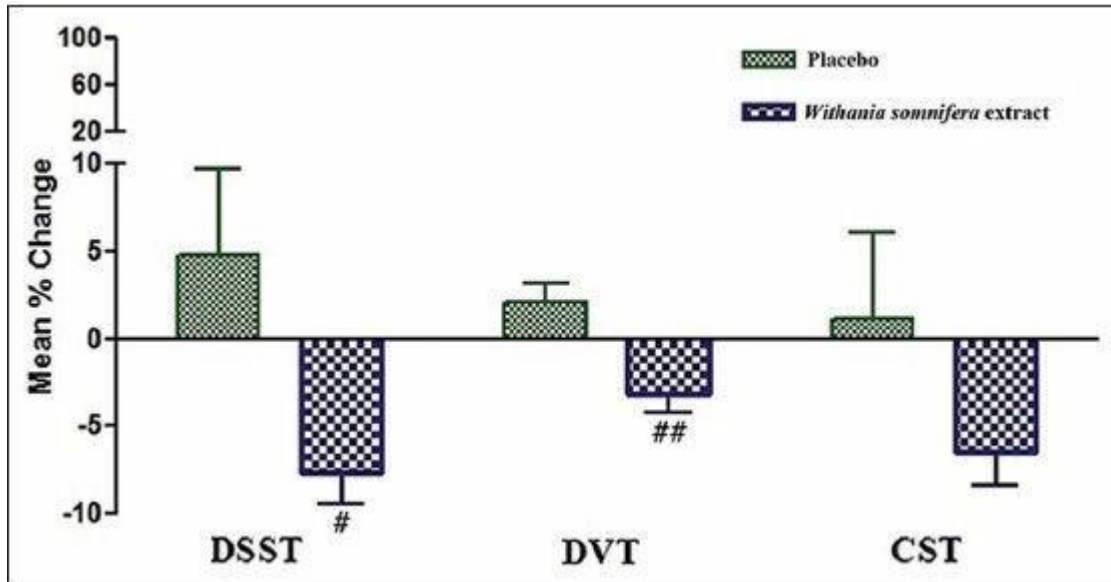 100
60
20
10
5
0
-5
-10
Mean % Change
Placebo
Withania somnifera extract
#
##
DSST
DVT
CST